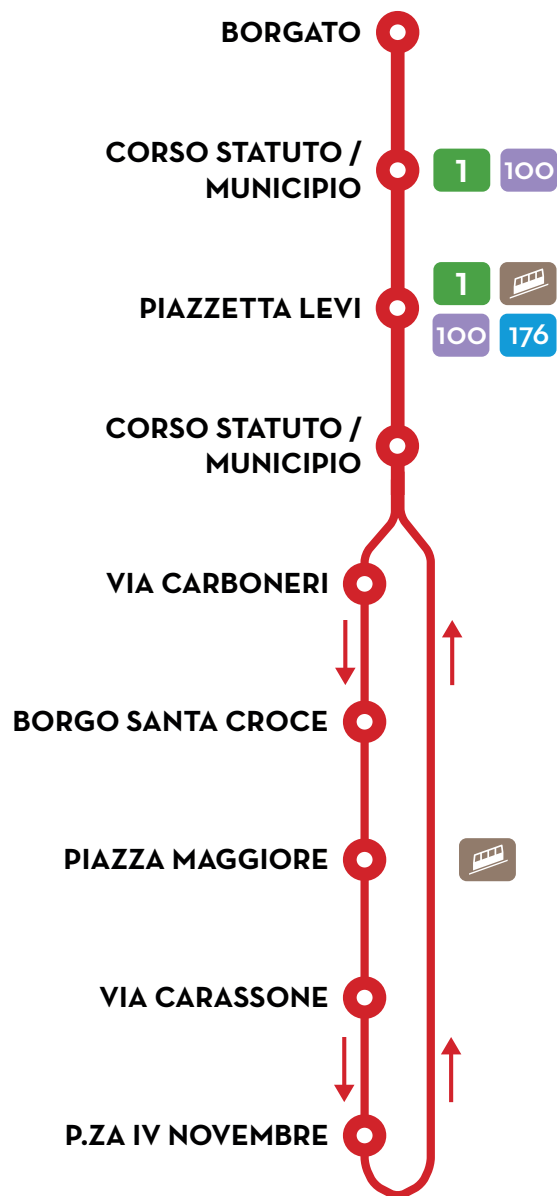 BORGATO
CORSO STATUTO /
MUNICIPIO
1 100
PIAZZETTA LEVI
1
100 176
CORSO STATUTO /
MUNICIPIO
VIA CARBONERI
BORGO SANTA CROCE
PIAZZA MAGGIORE
VIA CARASSONE
P.ZA IV NOVEMBRE